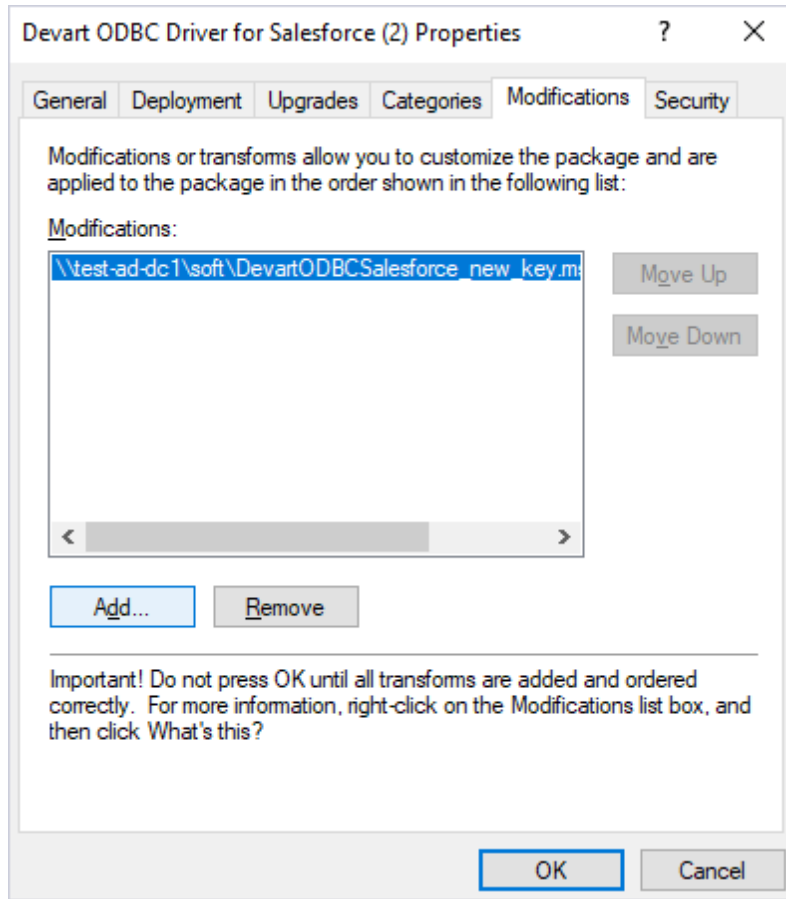 Devart ODBC Driver for Salesforce (2) Properties ?
General Deployment Upgrades Categories Modifications Security
Modifications or transforms allow you to customize the package and are
applied to the package in the order shown in the following list:
Modifications:
\\test-ad-dc1\soft\DevartODBCSalesforce_new_key.ms
Move Up
Move Down
Add... Remove
Important! Do not press OK until all transforms are added and ordered
correctly. For more information, right-click on the Modifications list box, and
then click What's this?
OK Cancel